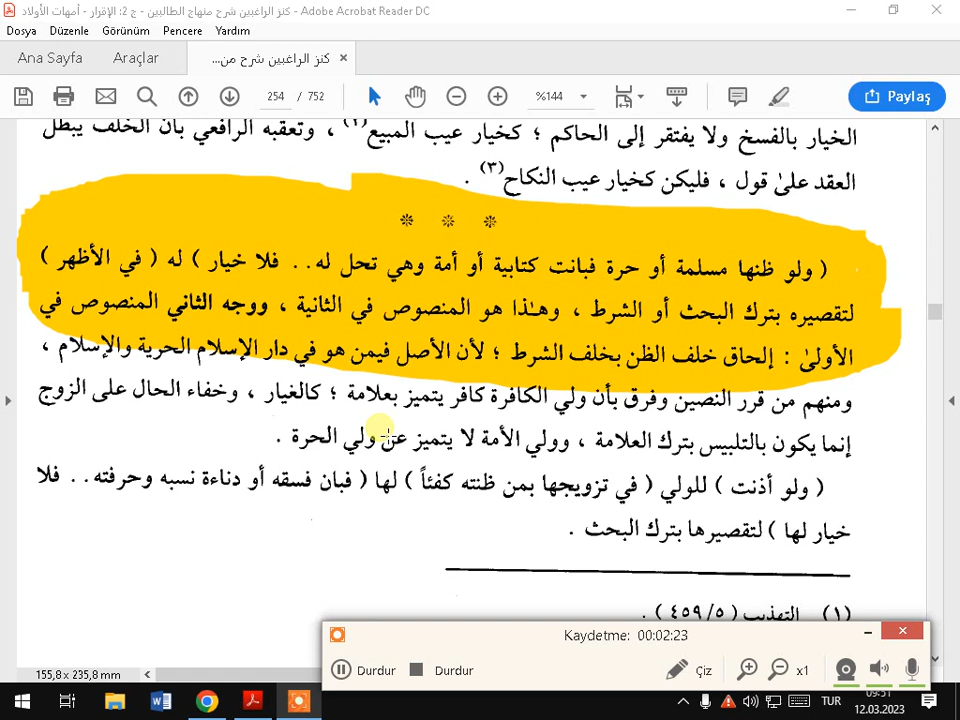 كنز الراغبين شرح منهاج الطالبين - ج 2: الإقرار - أمهات الأولاد - Adobe Acrobat Reader DC
Dosya Düzenle Görünüm Pencere Yardım
Ana Sayfa Araçlar كنز الراغبين شرح من...
254 / 752 %144 Paylaş
الخيار بالفسخ ولا يفتقر إلى الحاكم ؛ كخيار عيب المبيع(٢) ، وتعقبه الرافعي بأن الخلف يبطل
العقد علىٰ قول ، فليكن كخيار عيب النكاح(٣) .
* * *
( ولو ظنها مسلمة أو حرة فبانت كتابية أو أمة وهي تحل له .. فلا خيار ) له ( في الأظهر )
لتقصيره بترك البحث أو الشرط ، وهـٰذا هو المنصوص في الثانية ، ووجه الثاني المنصوص في
الأولىٰ : إلحاق خلف الظن بخلف الشرط ؛ لأن الأصل فيمن هو في دار الإسلام الحرية والإسلام ،
ومنهم من قرر النصين وفرق بأن ولي الكافرة كافر يتميز بعلامة ؛ كالغيار ، وخفاء الحال على الزوج
إنما يكون بالتلبيس بترك العلامة ، وولي الأمة لا يتميز عن ولي الحرة .
( ولو أذنت ) للولي ( في تزويجها بمن ظنته كفئاً ) لها ( فبان فسقه أو دناءة نسبه وحرفته .. فلا
خيار لها ) لتقصيرها بترك البحث .
(١) التهذيب ( ٤٥٩/٥ ) .
Kaydetme: 00:02:23
Durdur Durdur Çiz x1
155,8 x 235,8 mm
TUR 09:51
12.03.2023